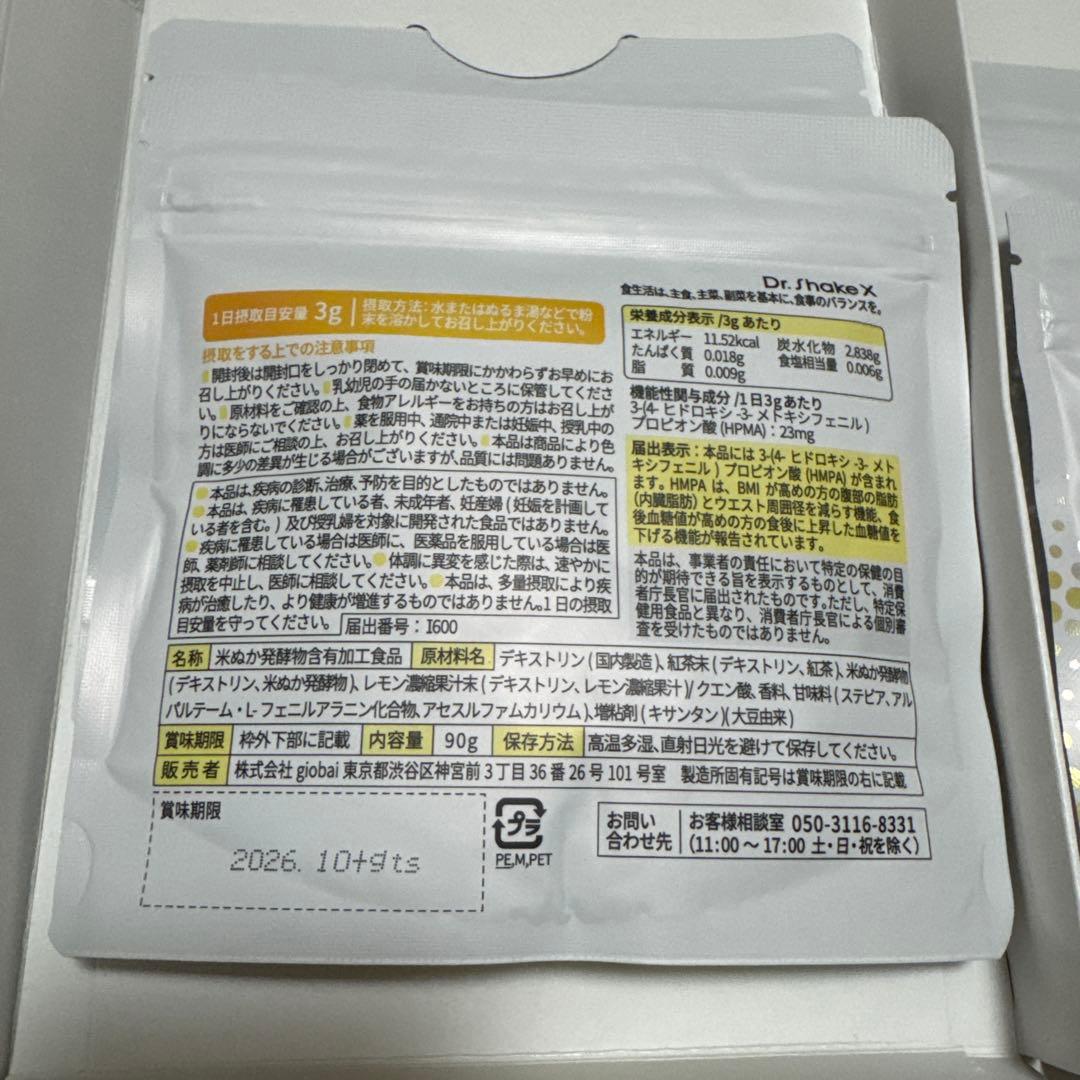 Dr. Shake X
食生活は、主食、主菜、副菜を基本に、食事のバランスを。
1日摂取目安量 3g
摂取方法：水またはぬるま湯などで粉
末を溶かしてお召し上がりください。
摂取をする上での注意事項
開封後は開封口をしっかり閉めて、賞味期限にかかわらずお早めにお
召し上がりください。乳幼児の手の届かないところに保管してくださ
い。原材料をご確認の上、食物アレルギーをお持ちの方はお召し上が
りにならないでください。薬を服用中、通院中または妊娠中、授乳中の
方は医師にご相談の上、お召し上がりください。本品は商品により色
調に多少の差異が生じる場合がございますが、品質には問題ありません。
●本品は、疾病の診断、治療、予防を目的としたものではありません。
●本品は、疾病に罹患している者、未成年者、妊産婦（妊娠を計画して
いる者を含む。）及び授乳婦を対象に開発された食品ではありません。
●疾病に罹患している場合は医師に、医薬品を服用している場合は医
師、薬剤師に相談してください。●体調に異変を感じた際は、速やかに
摂取を中止し、医師に相談してください。●本品は、多量摂取により疾
病が治癒したり、より健康が増進するものではありません。1日の摂取
目安量を守ってください。
届出番号：I600
栄養成分表示 /3gあたり
エネルギー 11.52kcal 炭水化物 2.838g
たんぱく質 0.018g 食塩相当量 0.006g
脂質 0.009g
機能性関与成分 /1日3gあたり
3-(4- ヒドロキシ -3- メトキシフェニル)
プロピオン酸 (HPMA)：23mg
届出表示：本品には 3-(4- ヒドロキシ -3- メト
キシフェニル) プロピオン酸 (HMPA) が含まれ
ます。HMPA は、BMI が高めの方の腹部の脂肪
（内臓脂肪）とウエスト周囲径を減らす機能、食
後血糖値が高めの方の食後に上昇した血糖値を
下げる機能が報告されています。
本品は、事業者の責任において特定の保健の目
的が期待できる旨を表示するものとして、消費
者庁長官に届出されたものです。ただし、特定保
健用食品と異なり、消費者庁長官による個別審
査を受けたものではありません。
名称 米ぬか発酵物含有加工食品 原材料名 デキストリン（国内製造）、紅茶末（デキストリン、紅茶）、米ぬか発酵物
（デキストリン、米ぬか発酵物）、レモン濃縮果汁末（デキストリン、レモン濃縮果汁）/ クエン酸、香料、甘味料（ステビア、アス
パルテーム・L-フェニルアラニン化合物、アセスルファムカリウム）、増粘剤（キサンタン）（大豆由来）
賞味期限 枠外下部に記載 内容量 90g 保存方法 高温多湿、直射日光を避けて保存してください。
販売者 株式会社 giobai 東京都渋谷区神宮前3丁目36番26号101号室 製造所固有記号は賞味期限の右に記載
賞味期限
2026. 10+gts
プラ
PE,M,PET
お問い
合わせ先
お客様相談室 050-3116-8331
（11:00～17:00 土・日・祝を除く）